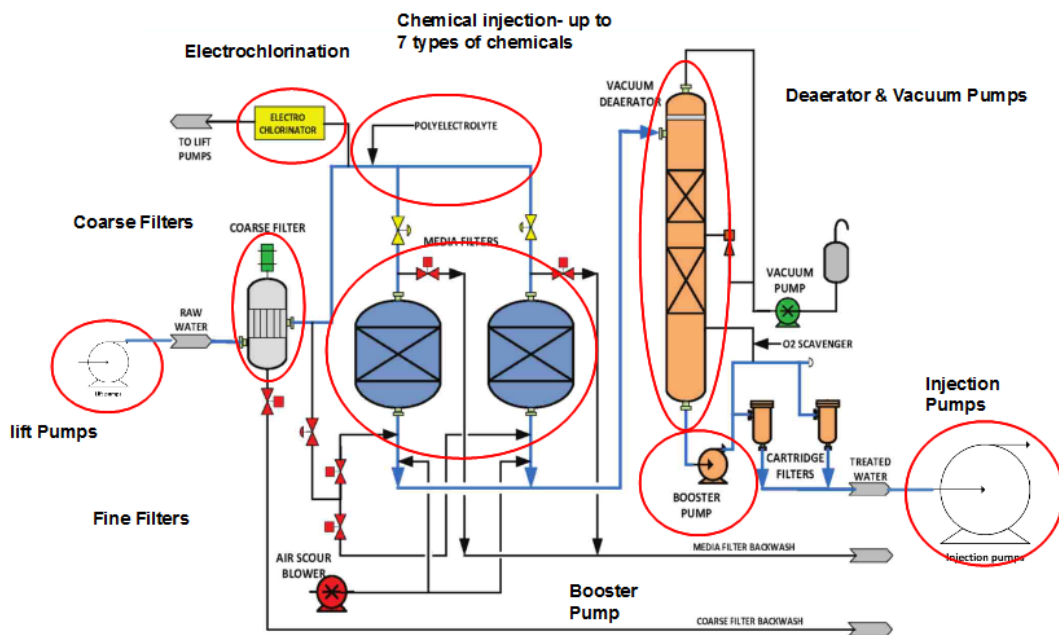 Chemical injection- up to
7 types of chemicals
Electrochlorination
VACUUM
DEAERATOR
Deaerator & Vacuum Pumps
ELECTRO
CHLORINATOR
POLYELECTROLYTE
TO LIFT
PUMPS
Coarse Filters
COARSE FILTER
MEDIA FILTERS
VACUUM
PUMP
RAW
WATER
O2 SCAVENGER
lift pumps
Injection
Pumps
lift Pumps
CARTRIDGE
FILTERS
TREATED
WATER
BOOSTER
PUMP
Fine Filters
Injection pumps
MEDIA FILTER BACKWASH
AIR SCOUR
BLOWER
Booster
Pump
COARSE FILTER BACKWASH